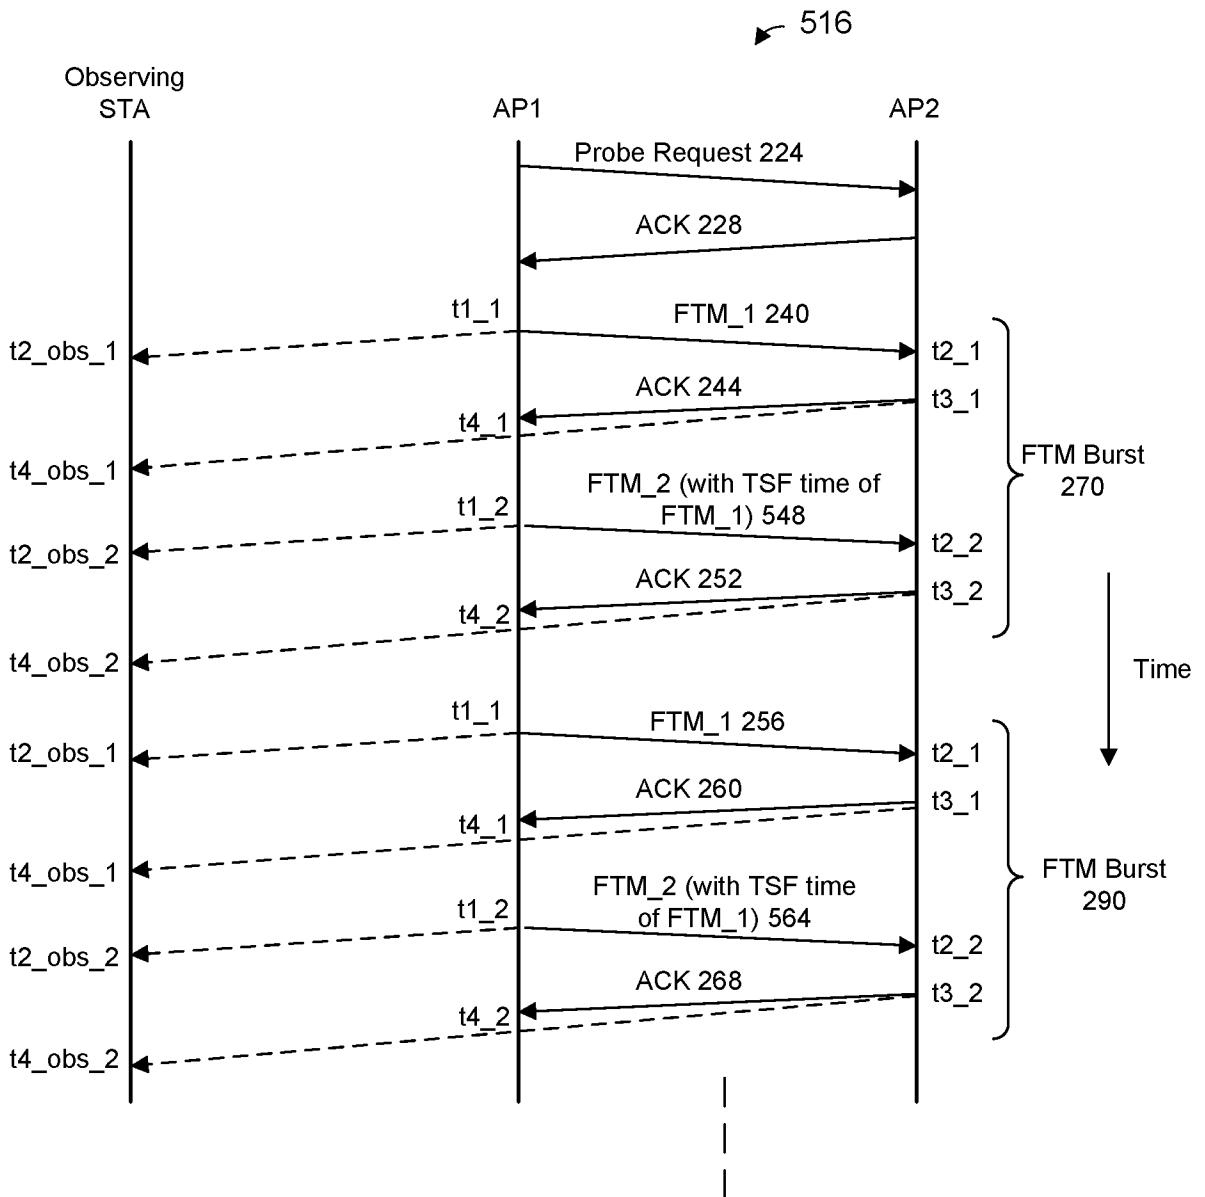 516
Observing
STA
AP1
AP2
Probe Request 224
ACK 228
t1_1
FTM_1 240
t2_obs_1
t2_1
ACK 244
t3_1
t4_1
t4_obs_1
FTM Burst
270
FTM_2 (with TSF time of
FTM_1) 548
t1_2
t2_obs_2
t2_2
ACK 252
t3_2
t4_2
t4_obs_2
Time
t1_1
FTM_1 256
t2_obs_1
t2_1
ACK 260
t3_1
t4_1
t4_obs_1
FTM Burst
290
FTM_2 (with TSF time
of FTM_1) 564
t1_2
t2_obs_2
t2_2
ACK 268
t3_2
t4_2
t4_obs_2